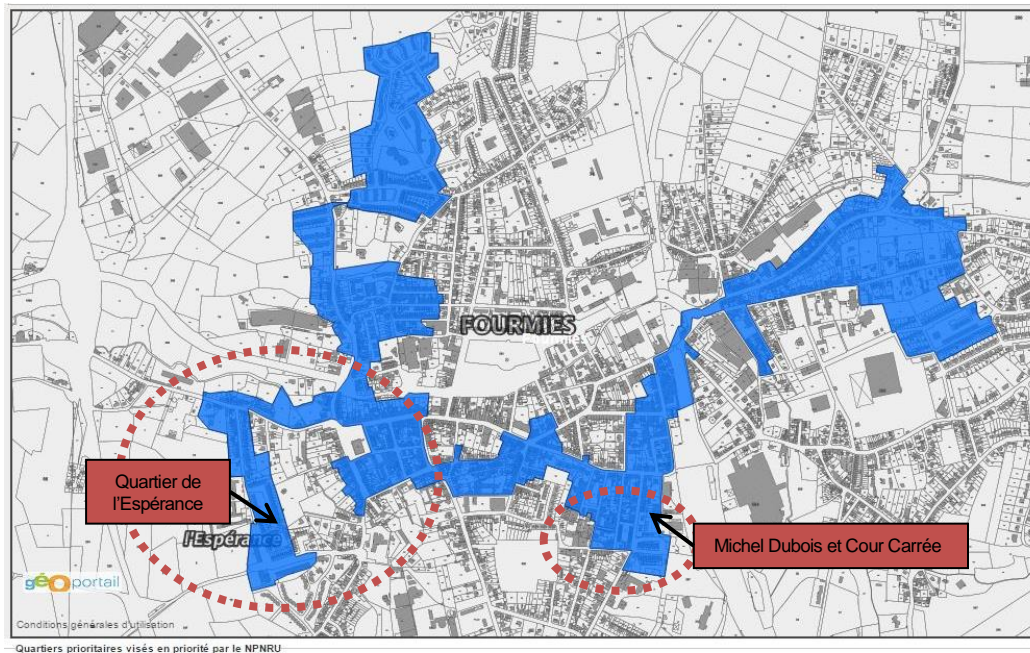 FOURMIES
Fourmies
Quartier de
l'Espérance
l'Espérance
Michel Dubois et Cour Carrée
géoportail
Conditions générales d'utilisation
Quartiers prioritaires visés en priorité par le NPNRU